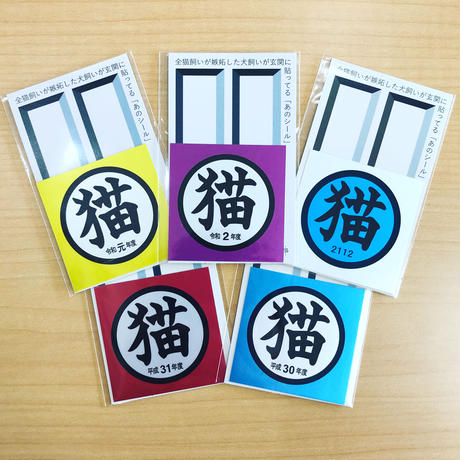 全猫飼いが嫉妬した犬飼いが玄関に
貼ってる「あのシール」
猫
令和元年度
全猫飼いが嫉妬した犬飼いが玄関に
貼ってる「あのシール」
猫
令和2年度
全猫飼いが嫉妬した犬飼いが玄関に
貼ってる「あのシール」
猫
2112
猫
平成31年度
猫
平成30年度